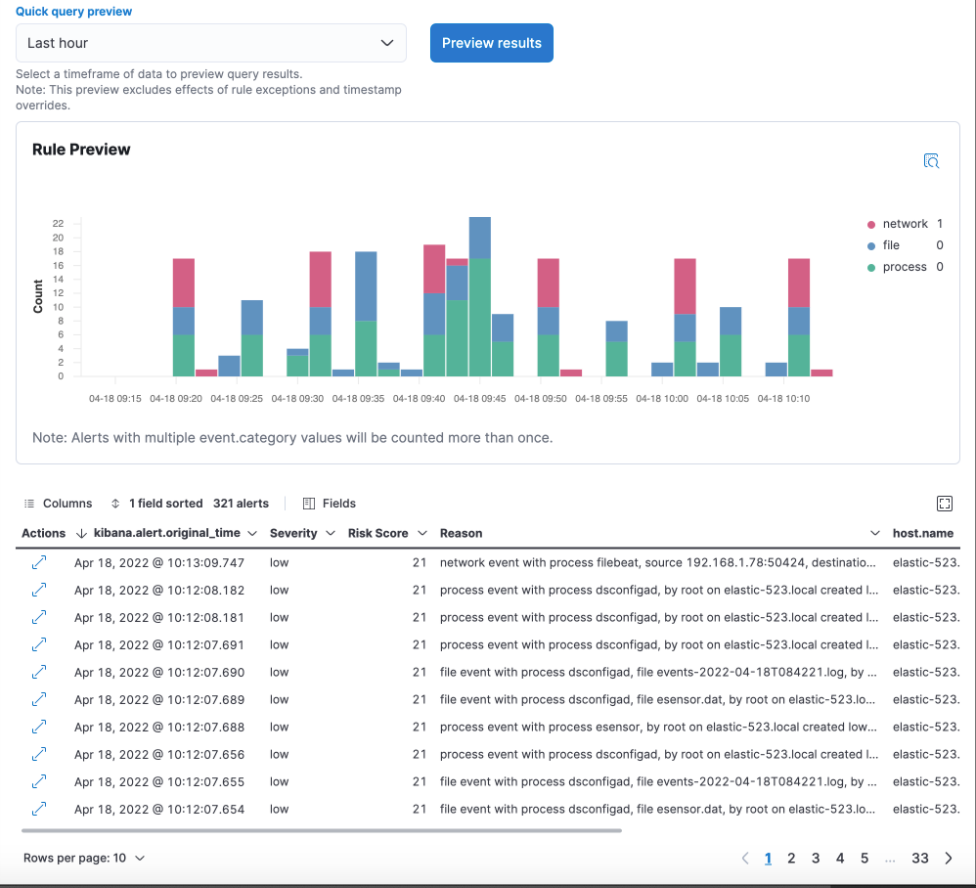 Quick query preview
Last hour
Preview results
Select a timeframe of data to preview query results.
Note: This preview excludes effects of rule exceptions and timestamp
overrides.
Rule Preview
network 1
file 0
process 0
Count
22
20
18
16
14
12
10
8
6
4
2
0
04-18 09:15 04-18 09:20 04-18 09:25 04-18 09:30 04-18 09:35 04-18 09:40 04-18 09:45 04-18 09:50 04-18 09:55 04-18 10:00 04-18 10:05 04-18 10:10
Note: Alerts with multiple event.category values will be counted more than once.
Columns 1 field sorted 321 alerts Fields
Actions kibana.alert.original_time Severity Risk Score Reason host.name
Apr 18, 2022 @ 10:13:09.747 low 21 network event with process filebeat, source 192.168.1.78:50424, destinatio... elastic-523.
Apr 18, 2022 @ 10:12:08.182 low 21 process event with process dsconfigad, by root on elastic-523.local created l... elastic-523.
Apr 18, 2022 @ 10:12:08.181 low 21 process event with process dsconfigad, by root on elastic-523.local created l... elastic-523.
Apr 18, 2022 @ 10:12:07.691 low 21 process event with process dsconfigad, by root on elastic-523.local created l... elastic-523.
Apr 18, 2022 @ 10:12:07.690 low 21 file event with process dsconfigad, file events-2022-04-18T084221.log, by ... elastic-523.
Apr 18, 2022 @ 10:12:07.689 low 21 file event with process dsconfigad, file esensor.dat, by root on elastic-523.lo... elastic-523.
Apr 18, 2022 @ 10:12:07.688 low 21 process event with process esensor, by root on elastic-523.local created low... elastic-523.
Apr 18, 2022 @ 10:12:07.656 low 21 process event with process dsconfigad, by root on elastic-523.local created l... elastic-523.
Apr 18, 2022 @ 10:12:07.655 low 21 file event with process dsconfigad, file events-2022-04-18T084221.log, by ... elastic-523.
Apr 18, 2022 @ 10:12:07.654 low 21 file event with process dsconfigad, file esensor.dat, by root on elastic-523.lo... elastic-523.
Rows per page: 10 1 2 3 4 5 ... 33